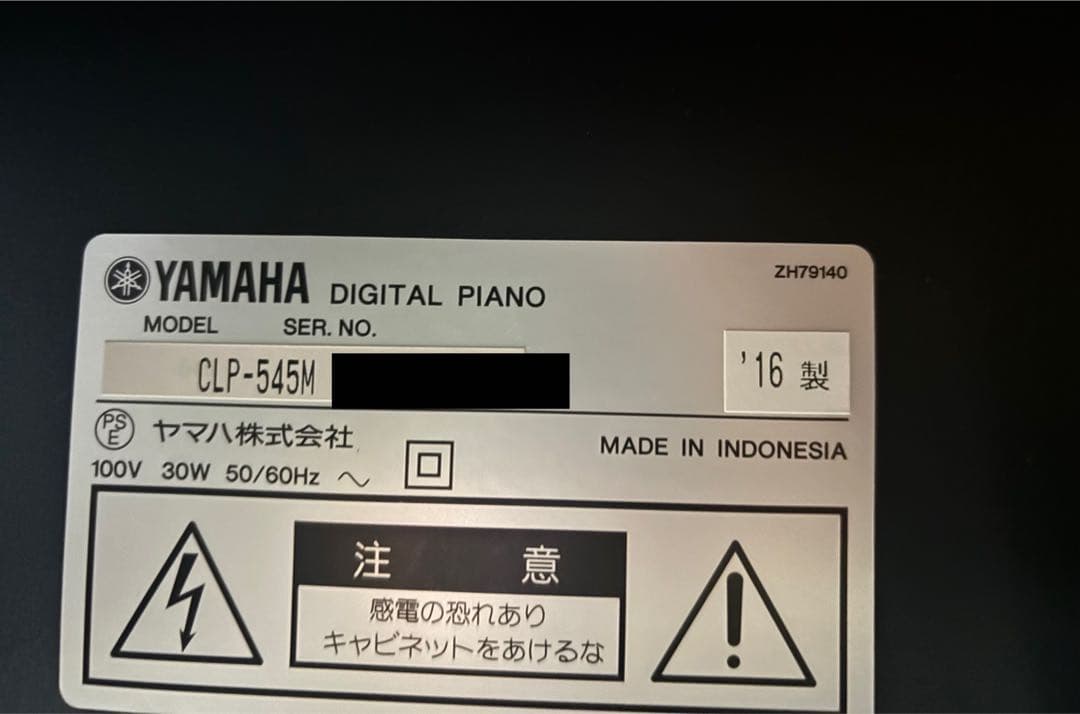 YAMAHA DIGITAL PIANO
ZH79140
MODEL SER. NO.
CLP-545M
'16 製
PSE ヤマハ株式会社
MADE IN INDONESIA
100V 30W 50/60Hz ～
注 意
感電の恐れあり
キャビネットをあけるな